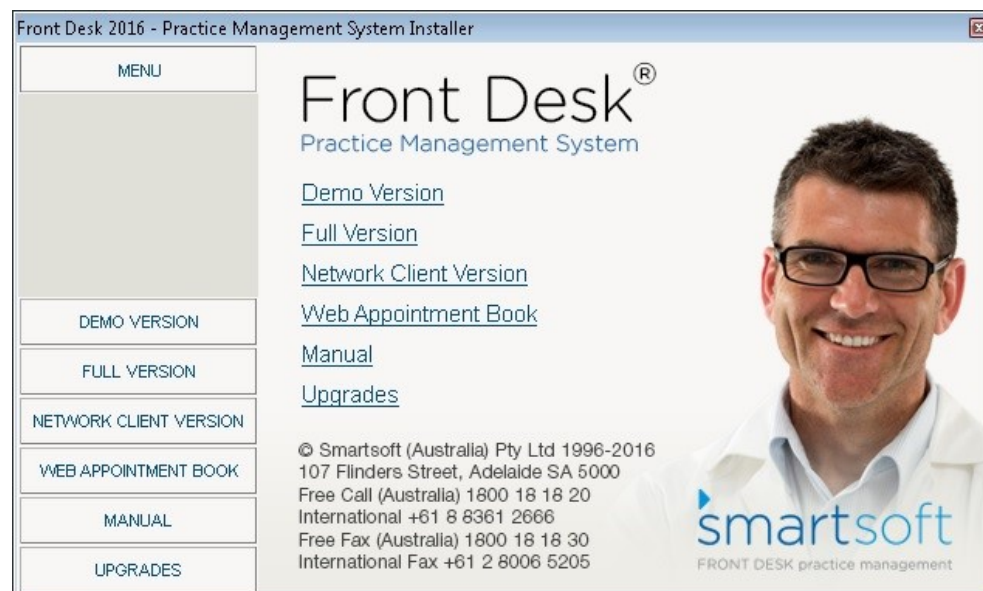 Front Desk 2016 - Practice Management System Installer
MENU
DEMO VERSION
FULL VERSION
NETWORK CLIENT VERSION
WEB APPOINTMENT BOOK
MANUAL
UPGRADES
Front Desk®
Practice Management System
Demo Version
Full Version
Network Client Version
Web Appointment Book
Manual
Upgrades
© Smartsoft (Australia) Pty Ltd 1996-2016
107 Flinders Street, Adelaide SA 5000
Free Call (Australia) 1800 18 18 20
International +61 8 8361 2666
Free Fax (Australia) 1800 18 18 30
International Fax +61 2 8006 5205
smartsoft
FRONT DESK practice management